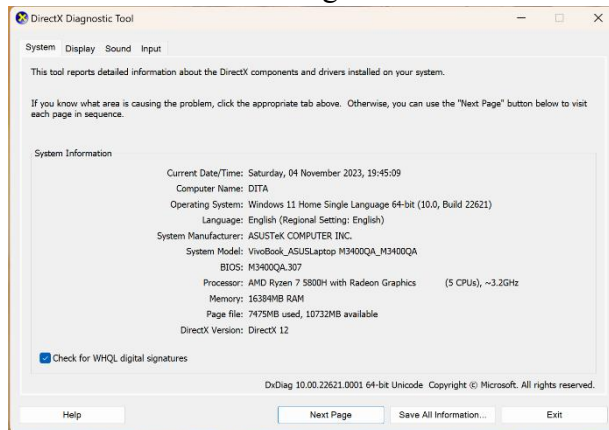 DirectX Diagnostic Tool
System Display Sound Input
This tool reports detailed information about the DirectX components and drivers installed on your system.
If you know what area is causing the problem, click the appropriate tab above. Otherwise, you can use the "Next Page" button below to visit
each page in sequence.
System Information
Current Date/Time: Saturday, 04 November 2023, 19:45:09
Computer Name: DITA
Operating System: Windows 11 Home Single Language 64-bit (10.0, Build 22621)
Language: English (Regional Setting: English)
System Manufacturer: ASUSTeK COMPUTER INC.
System Model: VivoBook_ASUSLaptop M3400QA_M3400QA
BIOS: M3400QA.307
Processor: AMD Ryzen 7 5800H with Radeon Graphics (5 CPUs), ~3.2GHz
Memory: 16384MB RAM
Page file: 7475MB used, 10732MB available
DirectX Version: DirectX 12
Check for WHQL digital signatures
DxDiag 10.00.22621.0001 64-bit Unicode Copyright © Microsoft. All rights reserved.
Help Next Page Save All Information... Exit